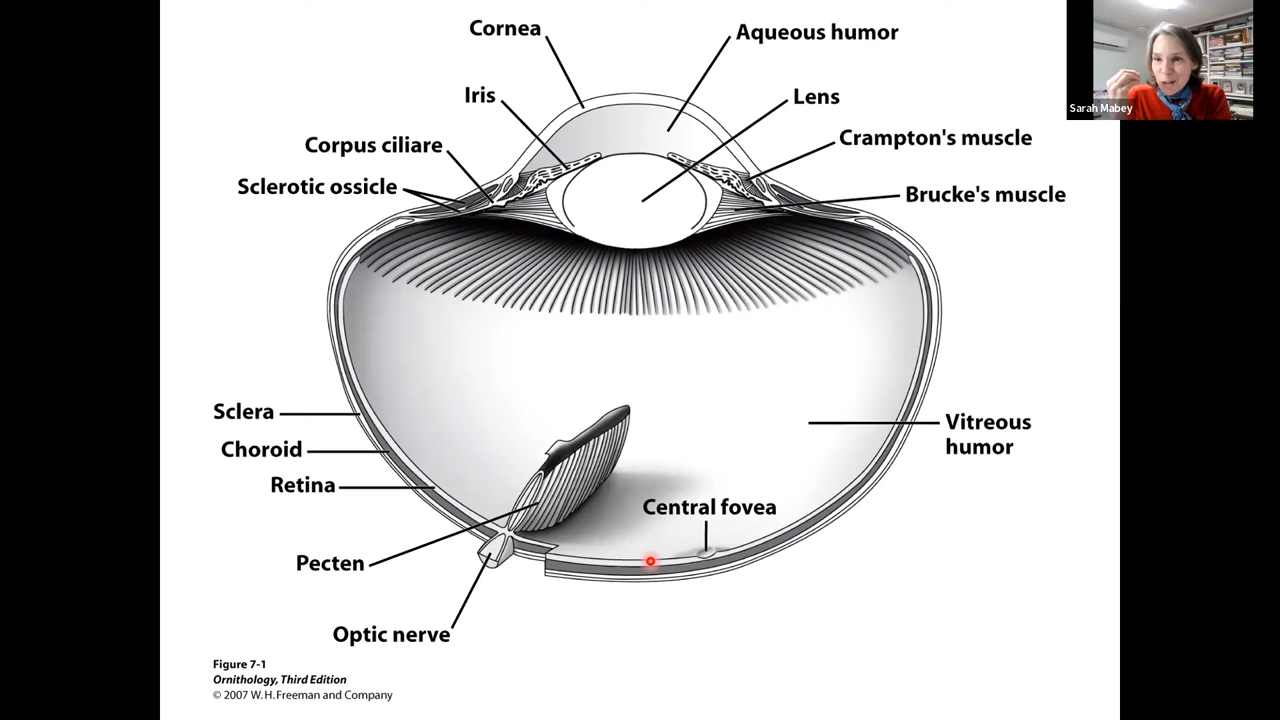 Cornea
Aqueous humor
Iris
Lens
Corpus ciliare
Crampton's muscle
Sclerotic ossicle
Brucke's muscle
Sclera
Choroid
Retina
Vitreous
humor
Central fovea
Pecten
Optic nerve
Figure 7-1
Ornithology, Third Edition
© 2007 W. H. Freeman and Company
Sarah Mabey